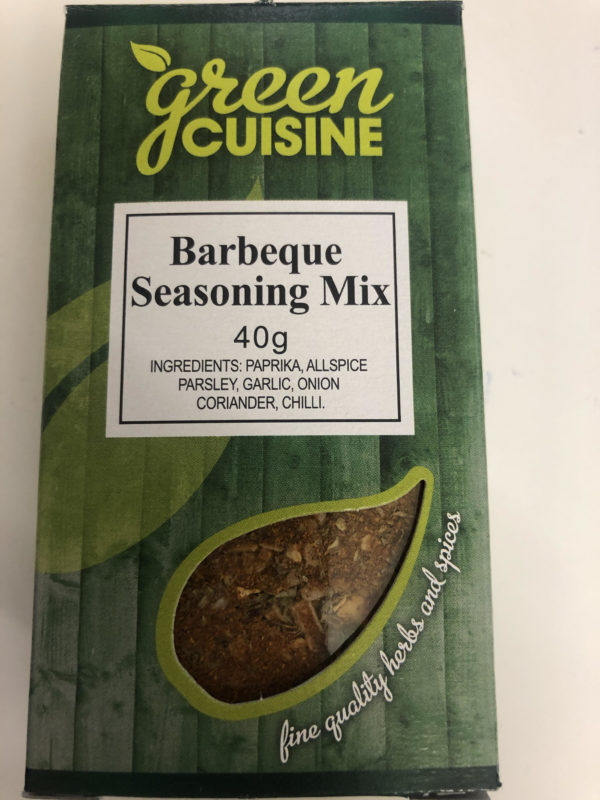 green
CUISINE
Barbeque
Seasoning Mix
40g
INGREDIENTS: PAPRIKA, ALLSPICE
PARSLEY, GARLIC, ONION
CORIANDER, CHILLI.
fine quality herbs and spices